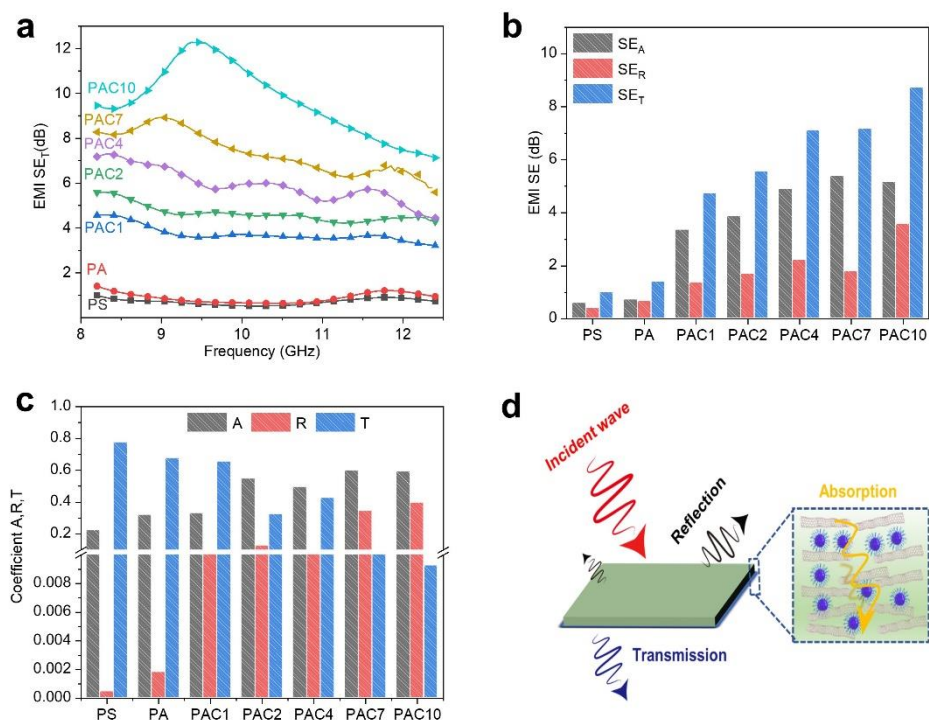 a
12
10
8
6
4
2
EMI SE_T(dB)
PAC10
PAC7
PAC4
PAC2
PAC1
PA
PS
8 9 10 11 12
Frequency (GHz)
b
10
8
6
4
2
0
EMI SE (dB)
SE_A
SE_R
SE_T
PS PA PAC1 PAC2 PAC4 PAC7 PAC10
c
1.0
0.8
0.6
0.4
0.2
0.008
0.006
0.004
0.002
0.000
Coefficient A,R,T
A R T
PS PA PAC1 PAC2 PAC4 PAC7 PAC10
d
Incident wave
Reflection
Absorption
Transmission